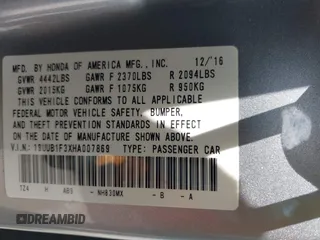 MFD. BY HONDA OF AMERICA MFG., INC. 12/16
GVWR 4442LBS GAWR F 2370LBS R 2094LBS
GVWR 2015KG GAWR F 1075KG R 950KG
THIS VEHICLE CONFORMS TO ALL APPLICABLE
FEDERAL MOTOR VEHICLE SAFETY, BUMPER,
AND THEFT PREVENTION STANDARDS IN EFFECT ON
THE DATE OF MANUFACTURE SHOWN ABOVE.
V.I.N.: 19UUB1F3XHA007869 TYPE: PASSENGER CAR
NH830MX - B - A
DREAMBID